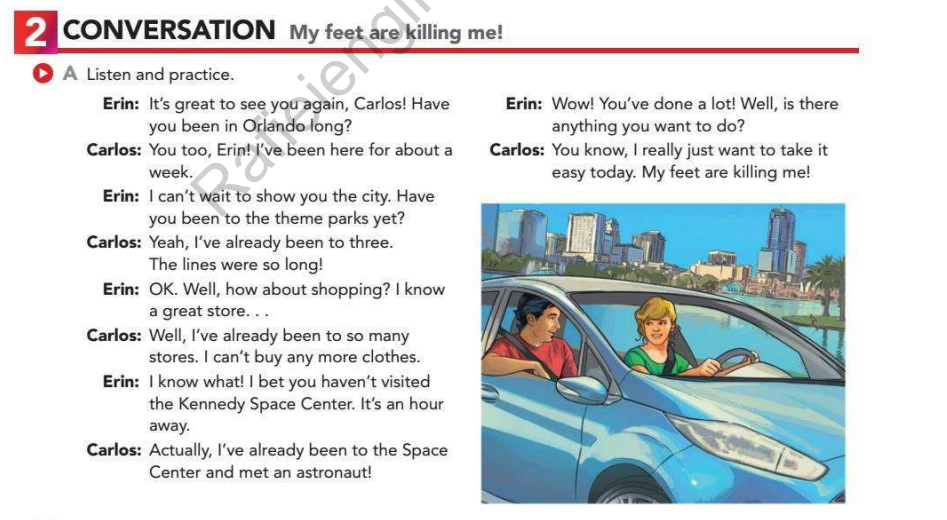 2 CONVERSATION My feet are killing me!
A Listen and practice.
Erin: It's great to see you again, Carlos! Have
you been in Orlando long?
Carlos: You too, Erin! I've been here for about a
week.
Erin: I can't wait to show you the city. Have
you been to the theme parks yet?
Carlos: Yeah, I've already been to three.
The lines were so long!
Erin: OK. Well, how about shopping? I know
a great store. . .
Carlos: Well, I've already been to so many
stores. I can't buy any more clothes.
Erin: I know what! I bet you haven't visited
the Kennedy Space Center. It's an hour
away.
Carlos: Actually, I've already been to the Space
Center and met an astronaut!
Erin: Wow! You've done a lot! Well, is there
anything you want to do?
Carlos: You know, I really just want to take it
easy today. My feet are killing me!